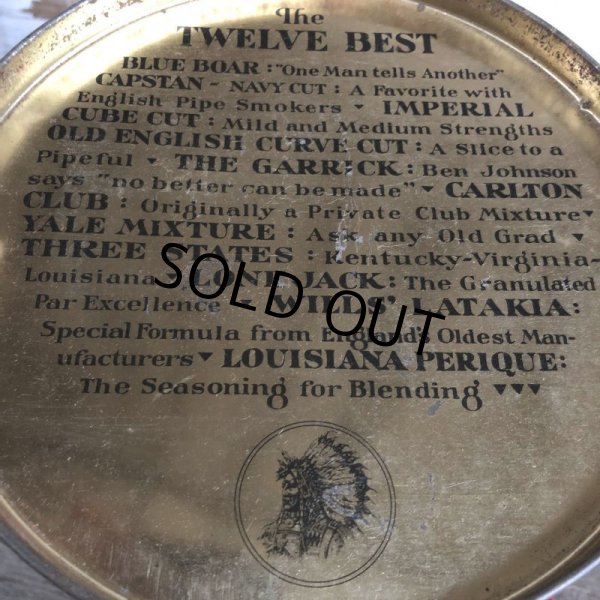 The
TWELVE BEST
BLUE BOAR : "One Man tells Another"
CAPSTAN - NAVY CUT : A Favorite with
English Pipe Smokers ▾ IMPERIAL
CUBE CUT : Mild and Medium Strengths
OLD ENGLISH CURVE CUT : A Slice to a
Pipeful ▾ THE GARRICK : Ben Johnson
says "no better can be made" ▾ CARLTON
CLUB : Originally a Private Club Mixture ▾
YALE MIXTURE : Ask any Old Grad ▾
THREE STATES : Kentucky-Virginia-
Louisiana ▾ LONE JACK : The Granulated
Par Excellence ▾ WILLS' LATAKIA :
Special Formula from England's Oldest Man-
ufacturers ▾ LOUISIANA PERIQUE :
The Seasoning for Blending ▾▾▾
SOLD OUT